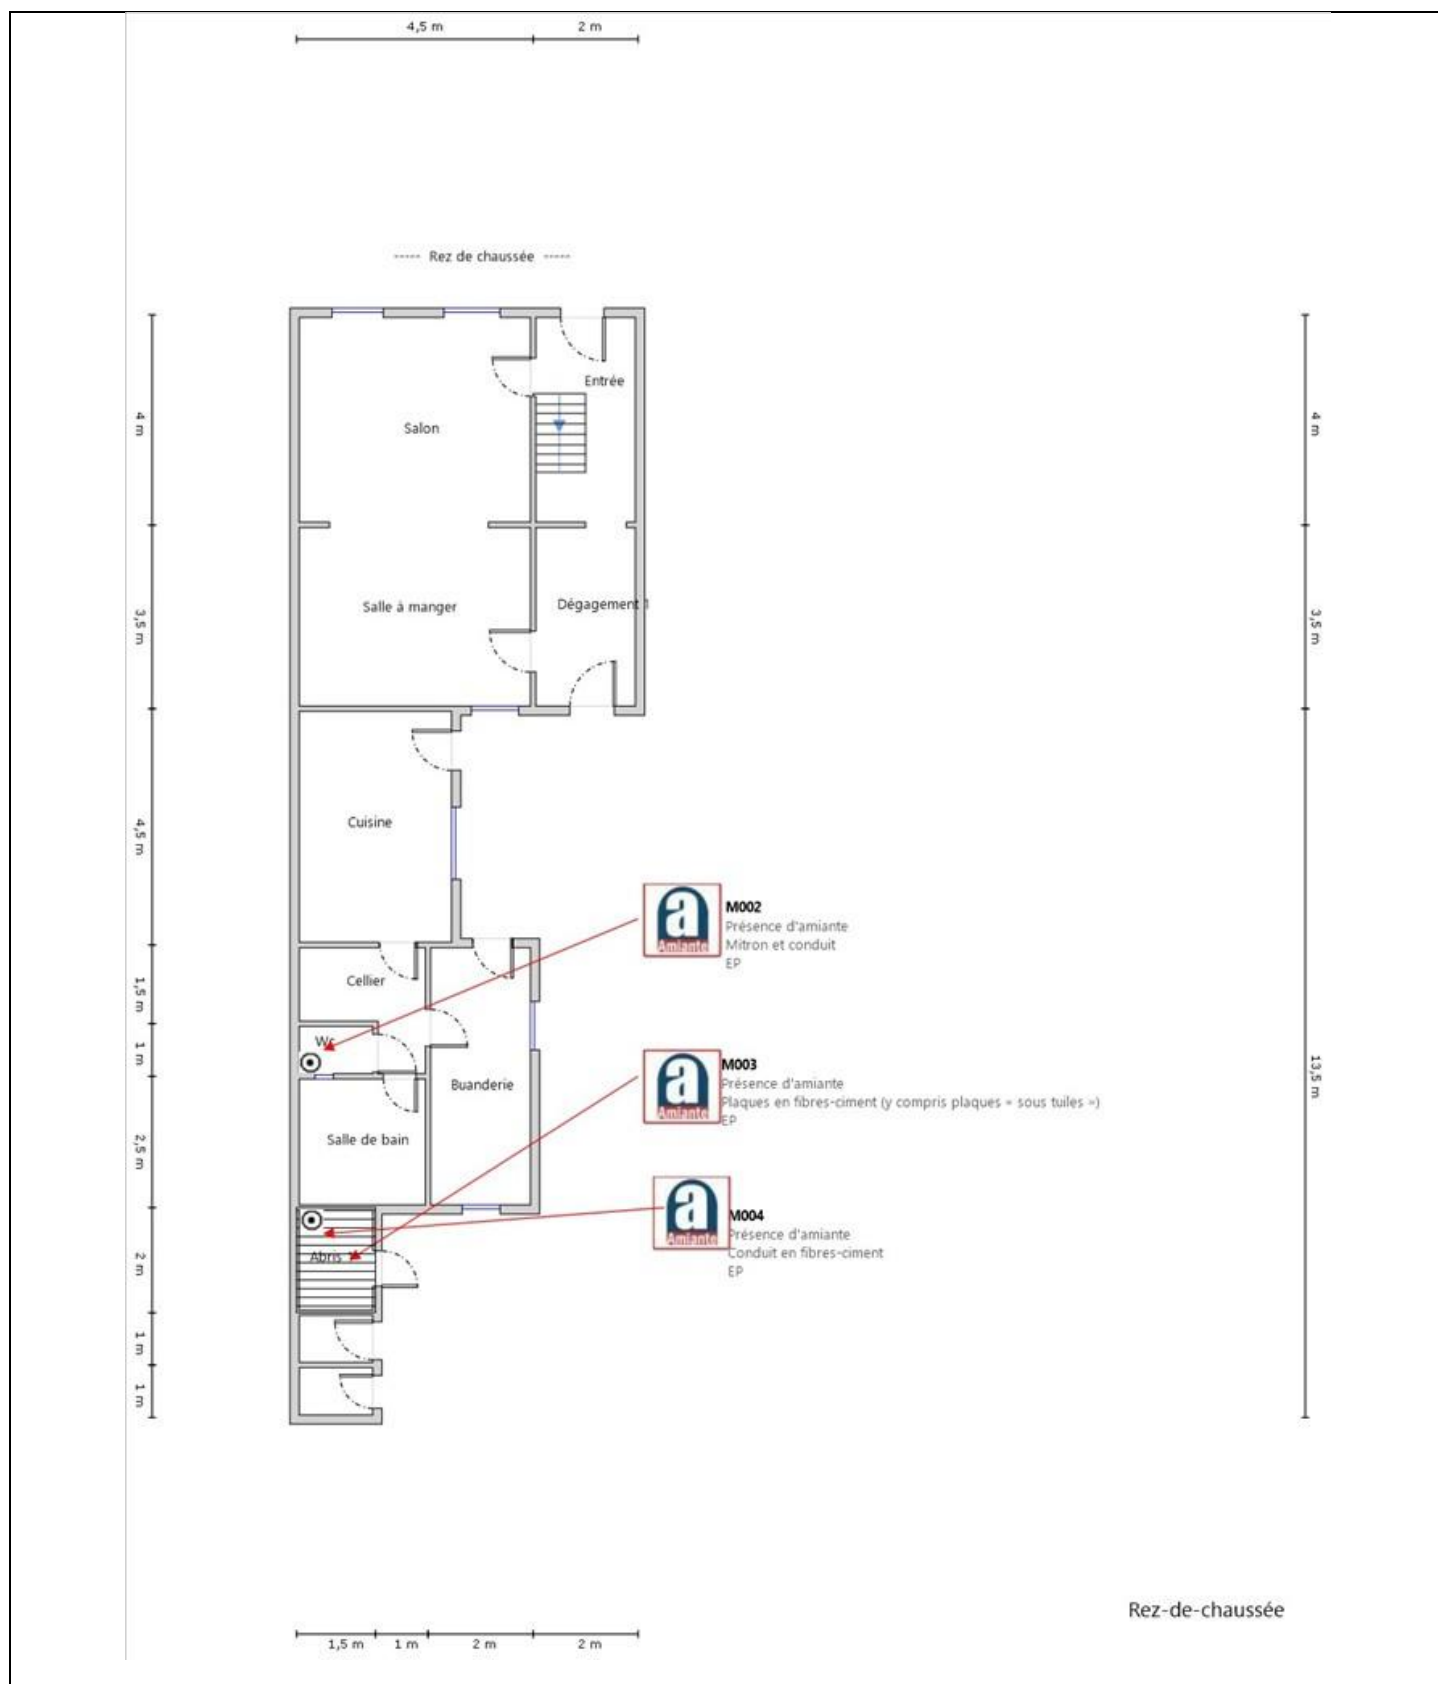 4,5 m 2 m
----- Rez de chaussée -----
Entrée
4 m
Salon
4 m
Salle à manger
Dégagement 1
3,5 m
3,5 m
Cuisine
4,5 m
Amiante
M002
Présence d'amiante
Mitron et conduit
EP
Cellier
1,5 m
Wc
1 m
Amiante
M003
Présence d'amiante
Plaques en fibres-ciment (y compris plaques « sous tuiles »)
EP
13,5 m
Buanderie
Salle de bain
2,5 m
Amiante
M004
Présence d'amiante
Conduit en fibres-ciment
EP
Abris
2 m
1 m
1 m
Rez-de-chaussée
1,5 m 1 m 2 m 2 m